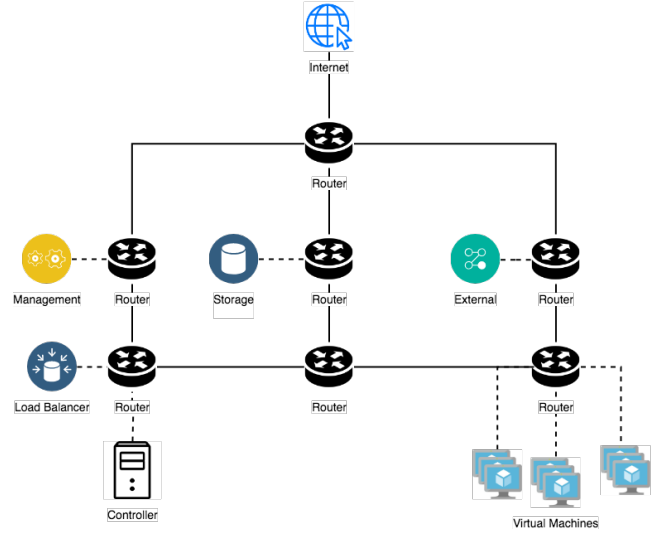 Internet
Router
Management
Router
Storage
Router
External
Router
Load Balancer
Router
Router
Router
Controller
Virtual Machines